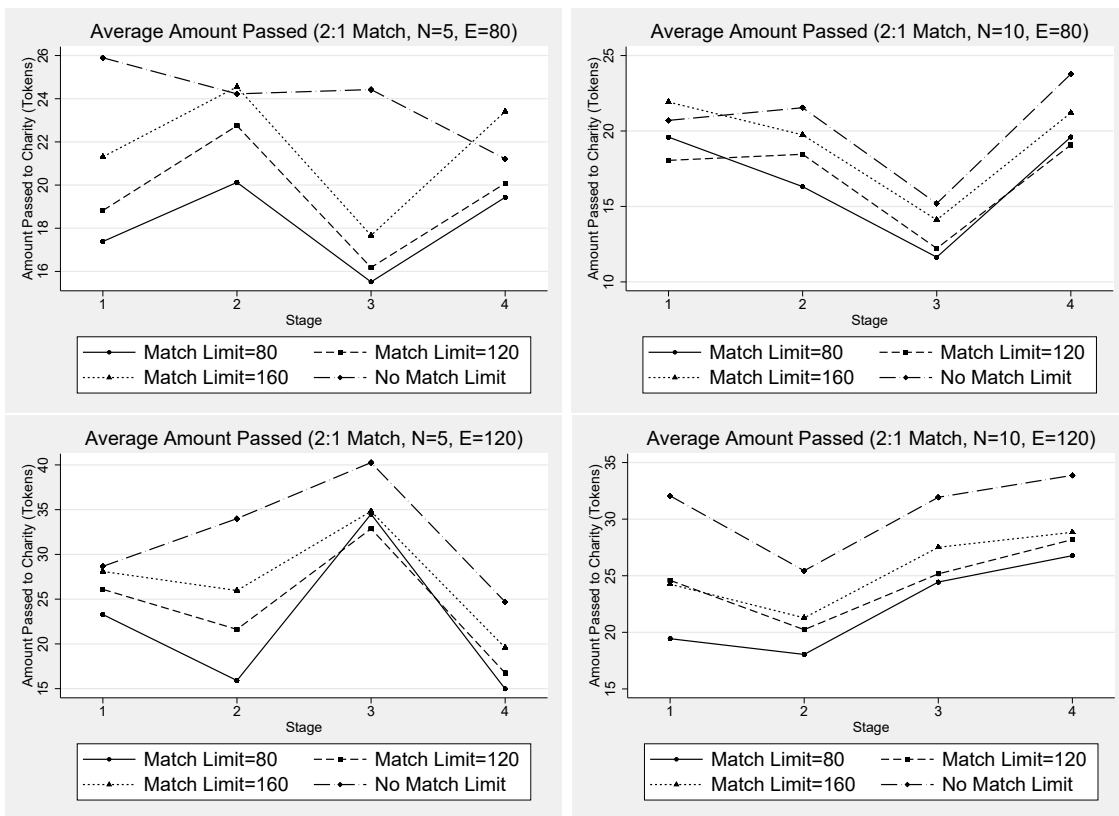 Average Amount Passed (2:1 Match, N=5, E=80)
Amount Passed to Charity (Tokens)
26
24
22
20
18
16
1 2 3 4
Stage
Match Limit=80 Match Limit=120
Match Limit=160 No Match Limit
Average Amount Passed (2:1 Match, N=10, E=80)
Amount Passed to Charity (Tokens)
25
20
15
10
1 2 3 4
Stage
Match Limit=80 Match Limit=120
Match Limit=160 No Match Limit
Average Amount Passed (2:1 Match, N=5, E=120)
Amount Passed to Charity (Tokens)
40
35
30
25
20
15
1 2 3 4
Stage
Match Limit=80 Match Limit=120
Match Limit=160 No Match Limit
Average Amount Passed (2:1 Match, N=10, E=120)
Amount Passed to Charity (Tokens)
35
30
25
20
15
1 2 3 4
Stage
Match Limit=80 Match Limit=120
Match Limit=160 No Match Limit